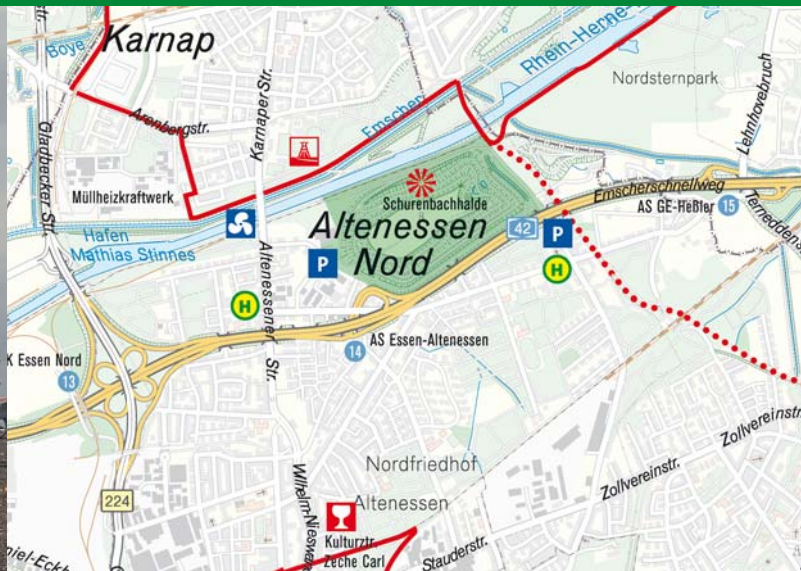 Karnap
Boye
Rhein-Herne-
Nordsternpark
Emscher
Karnaper Str.
Arenbergstr.
Gladbecker Str.
Lehnhovebruch
Müllheizkraftwerk
Schurenbachhalde
Emscherschnellweg
AS GE-Heßler
15
Hafen
Mathias Stinnes
Altenessen
Nord
42
P
P
H
H
Altenessener Str.
K Essen Nord
13
AS Essen-Altenessen
14
Zollvereinstr.
Zollvereinstr.
Nordfriedhof
Altenessen
224
Kulturztr.
Zeche Carl
Stauderstr.